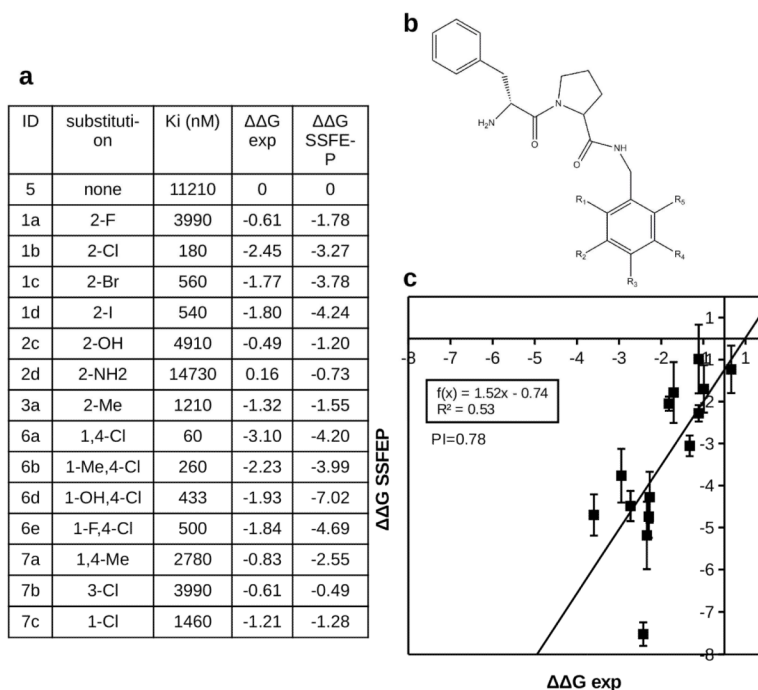 a
ID substituti- Ki (nM) ΔΔG ΔΔG
on exp SSFE-
P
5 none 11210 0 0
1a 2-F 3990 -0.61 -1.78
1b 2-Cl 180 -2.45 -3.27
1c 2-Br 560 -1.77 -3.78
1d 2-I 540 -1.80 -4.24
2c 2-OH 4910 -0.49 -1.20
2d 2-NH2 14730 0.16 -0.73
3a 2-Me 1210 -1.32 -1.55
6a 1,4-Cl 60 -3.10 -4.20
6b 1-Me,4-Cl 260 -2.23 -3.99
6d 1-OH,4-Cl 433 -1.93 -7.02
6e 1-F,4-Cl 500 -1.84 -4.69
7a 1,4-Me 2780 -0.83 -2.55
7b 3-Cl 3990 -0.61 -0.49
7c 1-Cl 1460 -1.21 -1.28
b
N
H₂N
O
O
NH
R₁ R₅
R₂ R₄
R₃
c
1
-8 -7 -6 -5 -4 -3 -2 -1 1
f(x) = 1.52x - 0.74
R² = 0.53
PI=0.78
-2
-3
-4
-5
-6
-7
-8
ΔΔG SSFEP
ΔΔG exp